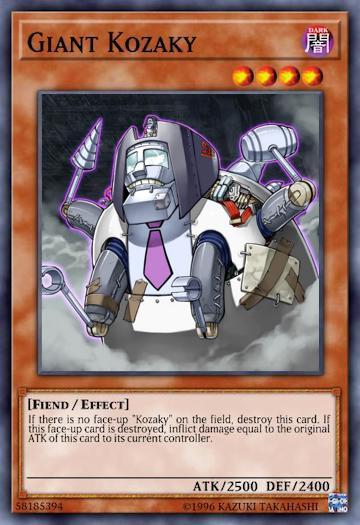 Giant Kozaky
DARK
闇
[Fiend / Effect]
If there is no face-up "Kozaky" on the field, destroy this card. If
this face-up card is destroyed, inflict damage equal to the original
ATK of this card to its current controller.
ATK/2500 DEF/2400
58185394
©1996 KAZUKI TAKAHASHI